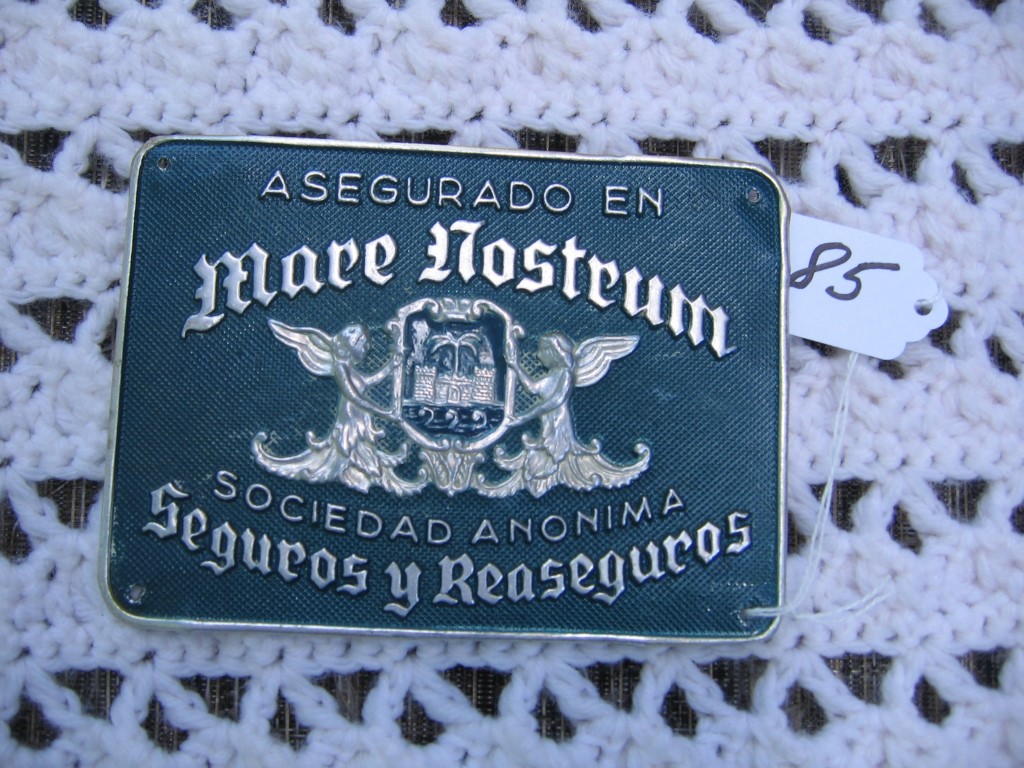 ASEGURADO EN
Mare Nostrum
SOCIEDAD ANONIMA
Seguros y Reaseguros
85